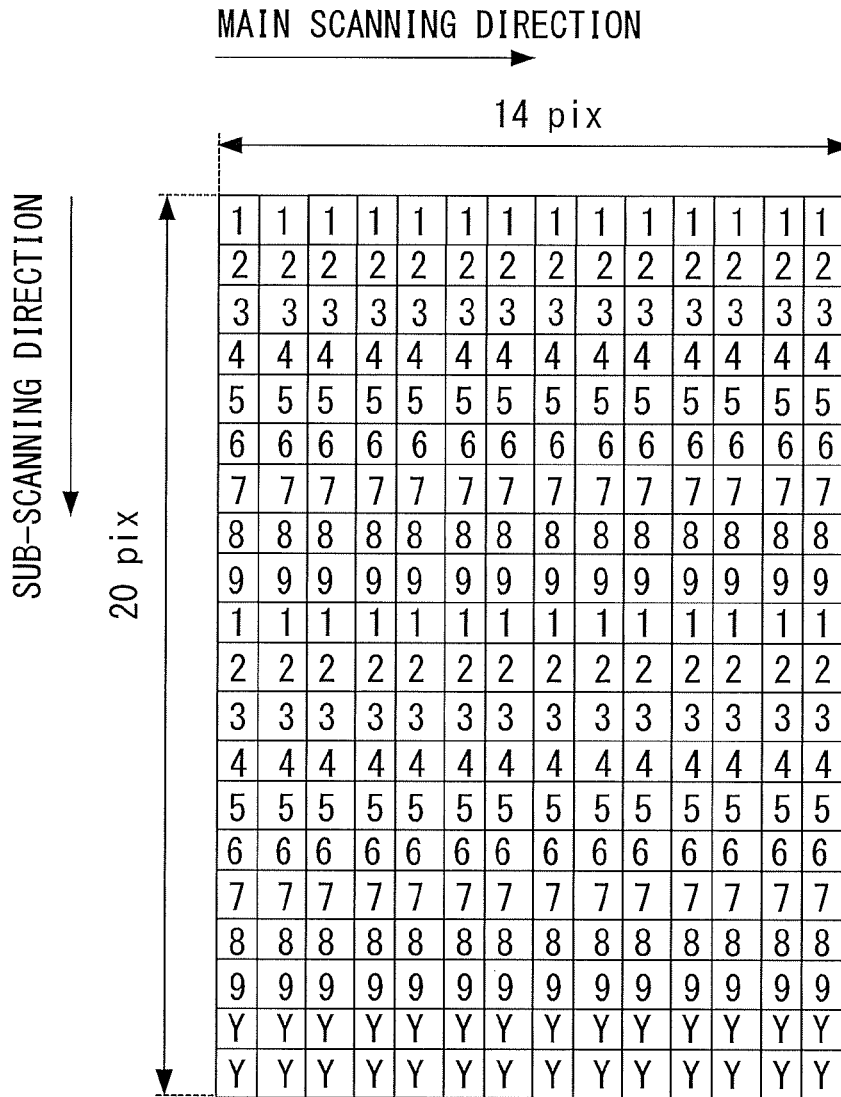 MAIN SCANNING DIRECTION
14 pix
SUB-SCANNING DIRECTION
20 pix
1 1 1 1 1 1 1 1 1 1 1 1 1 1
2 2 2 2 2 2 2 2 2 2 2 2 2 2
3 3 3 3 3 3 3 3 3 3 3 3 3 3
4 4 4 4 4 4 4 4 4 4 4 4 4 4
5 5 5 5 5 5 5 5 5 5 5 5 5 5
6 6 6 6 6 6 6 6 6 6 6 6 6 6
7 7 7 7 7 7 7 7 7 7 7 7 7 7
8 8 8 8 8 8 8 8 8 8 8 8 8 8
9 9 9 9 9 9 9 9 9 9 9 9 9 9
1 1 1 1 1 1 1 1 1 1 1 1 1 1
2 2 2 2 2 2 2 2 2 2 2 2 2 2
3 3 3 3 3 3 3 3 3 3 3 3 3 3
4 4 4 4 4 4 4 4 4 4 4 4 4 4
5 5 5 5 5 5 5 5 5 5 5 5 5 5
6 6 6 6 6 6 6 6 6 6 6 6 6 6
7 7 7 7 7 7 7 7 7 7 7 7 7 7
8 8 8 8 8 8 8 8 8 8 8 8 8 8
9 9 9 9 9 9 9 9 9 9 9 9 9 9
Y Y Y Y Y Y Y Y Y Y Y Y Y Y
Y Y Y Y Y Y Y Y Y Y Y Y Y Y